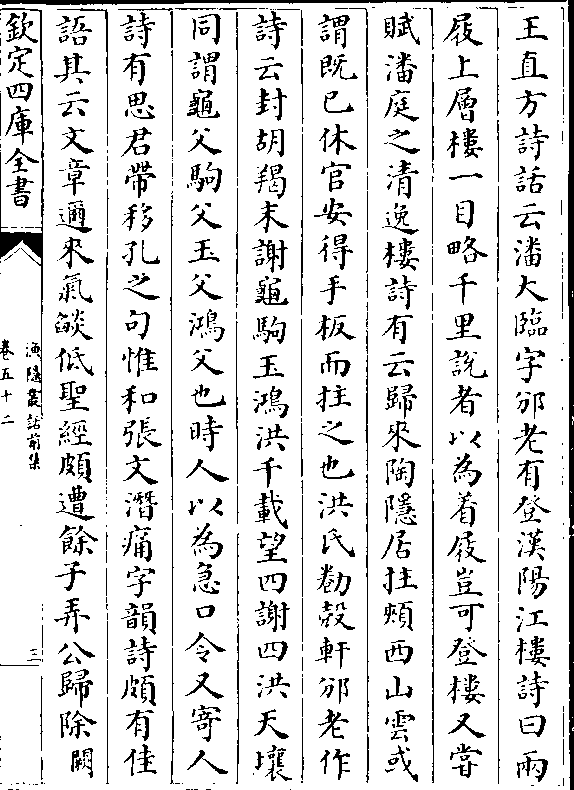 王直方詩話云潘大臨字邠老有登漢陽江樓詩曰兩
屐上層樓一目略千里說者以為着屐豈可登樓又嘗
賦潘庭之清逸樓詩有云歸來陶隱居拄頰西山雲或
謂既已休官安得手板而拄之也洪氏勸殻軒邠老作
詩云封胡羯末謝龜駒玉鴻洪千載望四謝四洪天壤
同謂龜父駒父玉父鴻父也時人以為急口令又寄人
詩有思君帶移孔之句惟和張文潛痛字韻詩頗有佳
語其云文章邇來氣燄低聖經頗遭餘子弄公歸除闕
欽定四庫全書
漁隱叢話前集
卷五十二
三